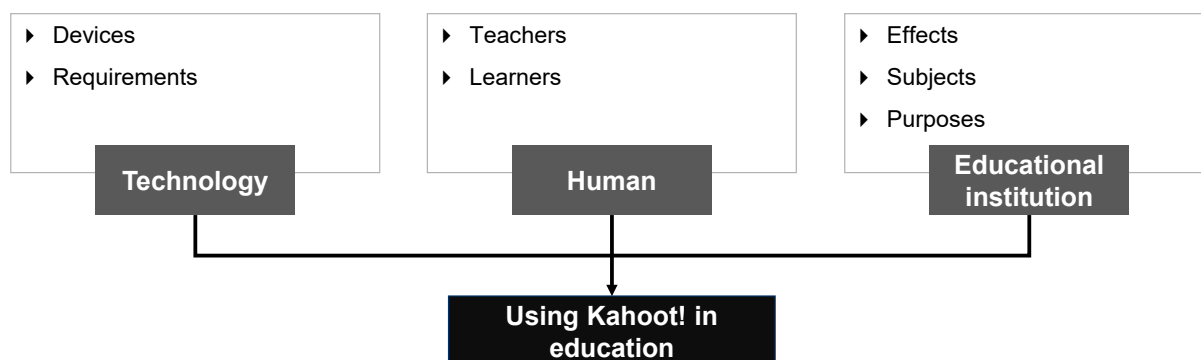 Devices
Requirements
Technology
Teachers
Learners
Human
Effects
Subjects
Purposes
Educational
institution
Using Kahoot! in
education